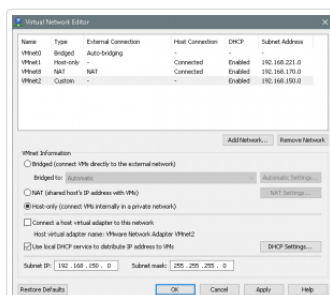 Virtual Network Editor
Name Type External Connection Host Connection DHCP Subnet Address
VMnet0 Bridged Auto-bridging - - -
VMnet1 Host-only - Connected Enabled 192.168.221.0
VMnet8 NAT NAT Connected Enabled 192.168.170.0
VMnet2 Custom - - Enabled 192.168.150.0
Add Network... Remove Network
VMnet Information
Bridged (connect VMs directly to the external network)
Bridged to: Automatic Automatic Settings...
NAT (shared host's IP address with VMs) NAT Settings...
Host-only (connect VMs internally in a private network)
Connect a host virtual adapter to this network
Host virtual adapter name: VMware Network Adapter VMnet2
Use local DHCP service to distribute IP address to VMs DHCP Settings...
Subnet IP: 192 .168 .150 . 0 Subnet mask: 255 .255 .255 . 0
Restore Defaults OK Cancel Apply Help